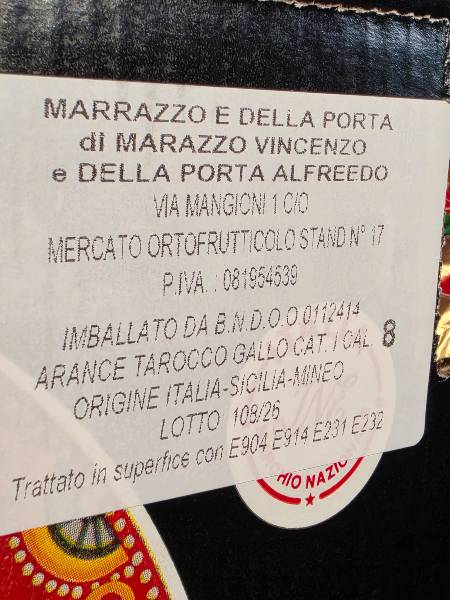 MARRAZZO E DELLA PORTA
di MARAZZO VINCENZO
e DELLA PORTA ALFREEDO
VIA MANGIONI 1 C/O
MERCATO ORTOFRUTTICOLO STAND N° 17
P.IVA. : 081954539
IMBALLATO DA B.N.D.O.O.0112414
ARANCE TAROCCO GALLO CAT. I CAL. 8
ORIGINE ITALIA-SICILIA-MINEO
LOTTO 108/26
Trattato in superfice con E904 E914 E231 E232